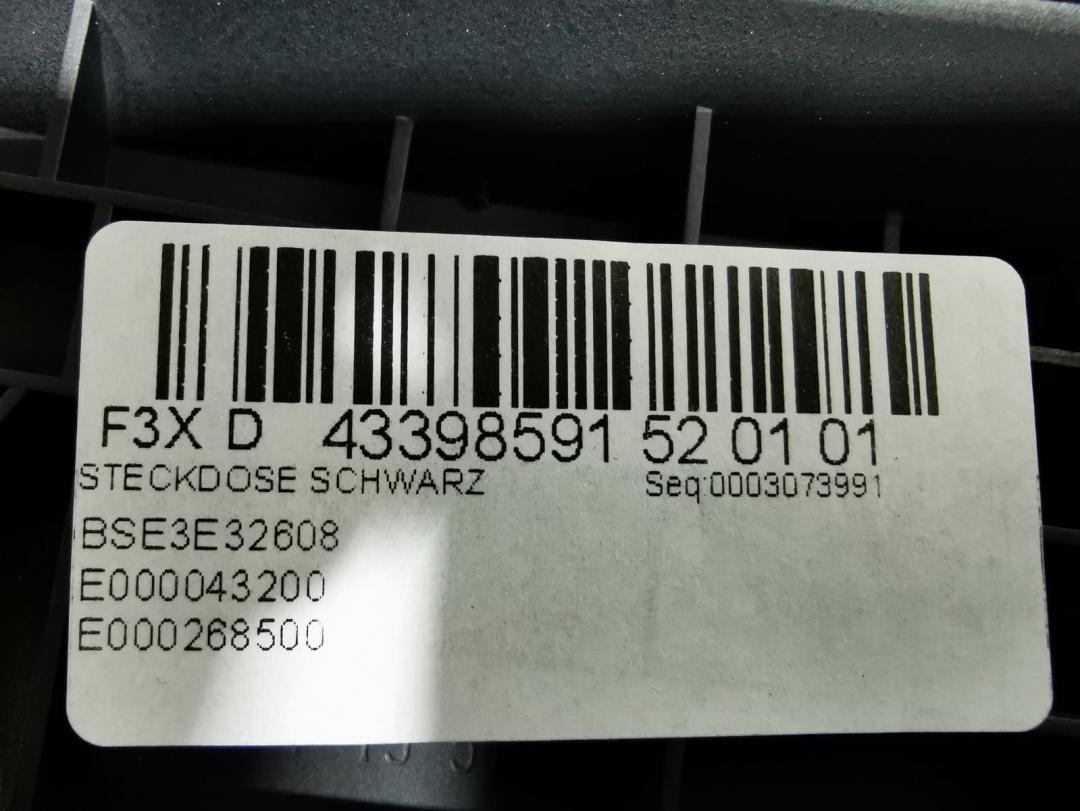 F3X D 43398591 52 01 01
STECKDOSE SCHWARZ Seq:0003073991
BSE3E32608
E000043200
E000268500